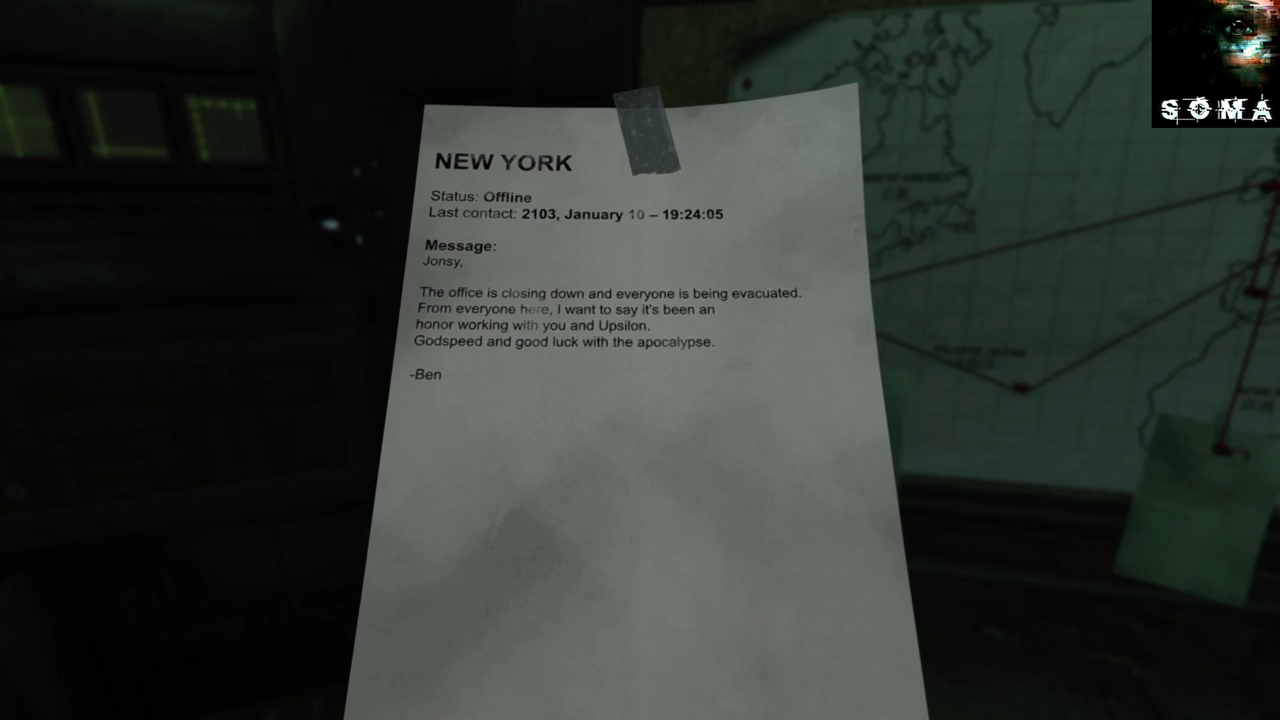 SOMA
NEW YORK
Status: Offline
Last contact: 2103, January 10 – 19:24:05
Message:
Jonsy,
The office is closing down and everyone is being evacuated.
From everyone here, I want to say it's been an
honor working with you and Upsilon.
Godspeed and good luck with the apocalypse.
-Ben